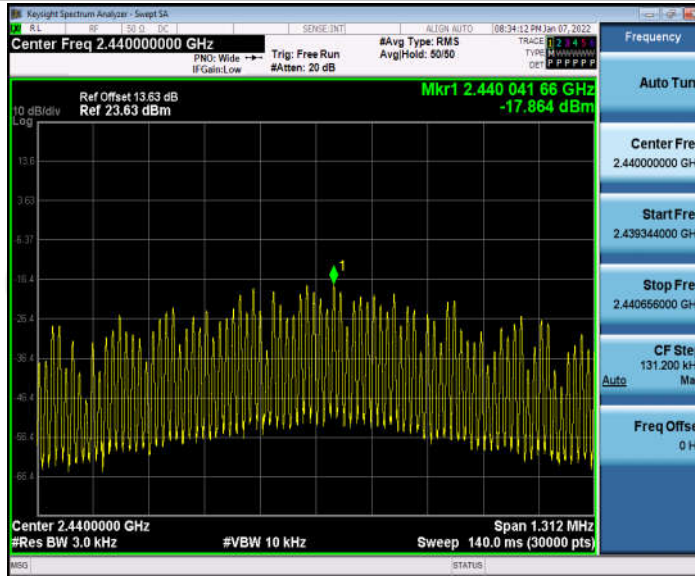 Keysight Spectrum Analyzer - Swept SA
RL RF 50 Ω DC SENSE:INT ALIGN AUTO 08:34:12 PM Jan 07, 2022
Center Freq 2.440000000 GHz #Avg Type: RMS TRACE 1 2 3 4 5 6
PNO: Wide Trig: Free Run Avg|Hold: 50/50 TYPE M W W W W W
IFGain:Low #Atten: 20 dB DET P P P P P P
Mkr1 2.440 041 66 GHz
-17.864 dBm
Ref Offset 13.63 dB
10 dB/div Ref 23.63 dBm
Log
13.6
3.63
-6.37
-16.4
-26.4
-36.4
-46.4
-56.4
-66.4
1
Center 2.4400000 GHz Span 1.312 MHz
#Res BW 3.0 kHz #VBW 10 kHz Sweep 140.0 ms (30000 pts)
MSG STATUS
Frequency
Auto Tun
Center Fre
2.440000000 GH
Start Fre
2.439344000 GH
Stop Fre
2.440656000 GH
CF Ste
131.200 kH
Auto Ma
Freq Offse
0 H